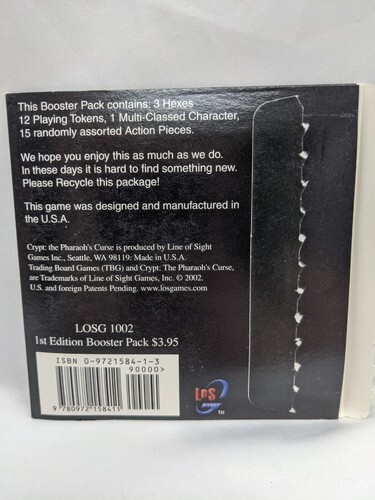 This Booster Pack contains: 3 Hexes
12 Playing Tokens, 1 Multi-Classed Character,
15 randomly assorted Action Pieces.
We hope you enjoy this as much as we do.
In these days it is hard to find something new.
Please Recycle this package!
This game was designed and manufactured in
the U.S.A.
Crypt: the Pharaoh's Curse is produced by Line of Sight
Games Inc., Seattle, WA 98119: Made in U.S.A.
Trading Board Games (TBG) and Crypt: The Pharaoh's Curse,
are Trademarks of Line of Sight Games, Inc. © 2002.
U.S. and foreign Patents Pending. www.losgames.com
LOSG 1002
1st Edition Booster Pack $3.95
ISBN 0-9721584-1-3
90000>
9 780972 158411
LoS
TM